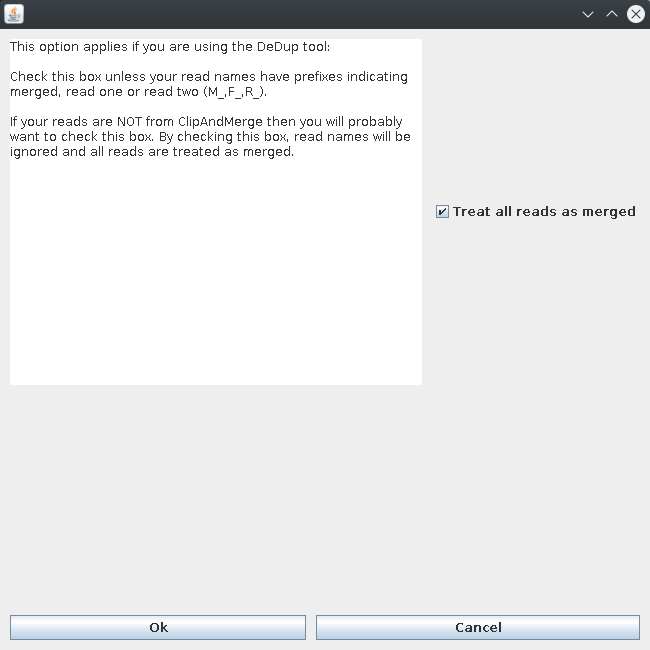 This option applies if you are using the DeDup tool:
Check this box unless your read names have prefixes indicating
merged, read one or read two (M_,F_,R_).
If your reads are NOT from ClipAndMerge then you will probably
want to check this box. By checking this box, read names will be
ignored and all reads are treated as merged.
Treat all reads as merged
Ok
Cancel